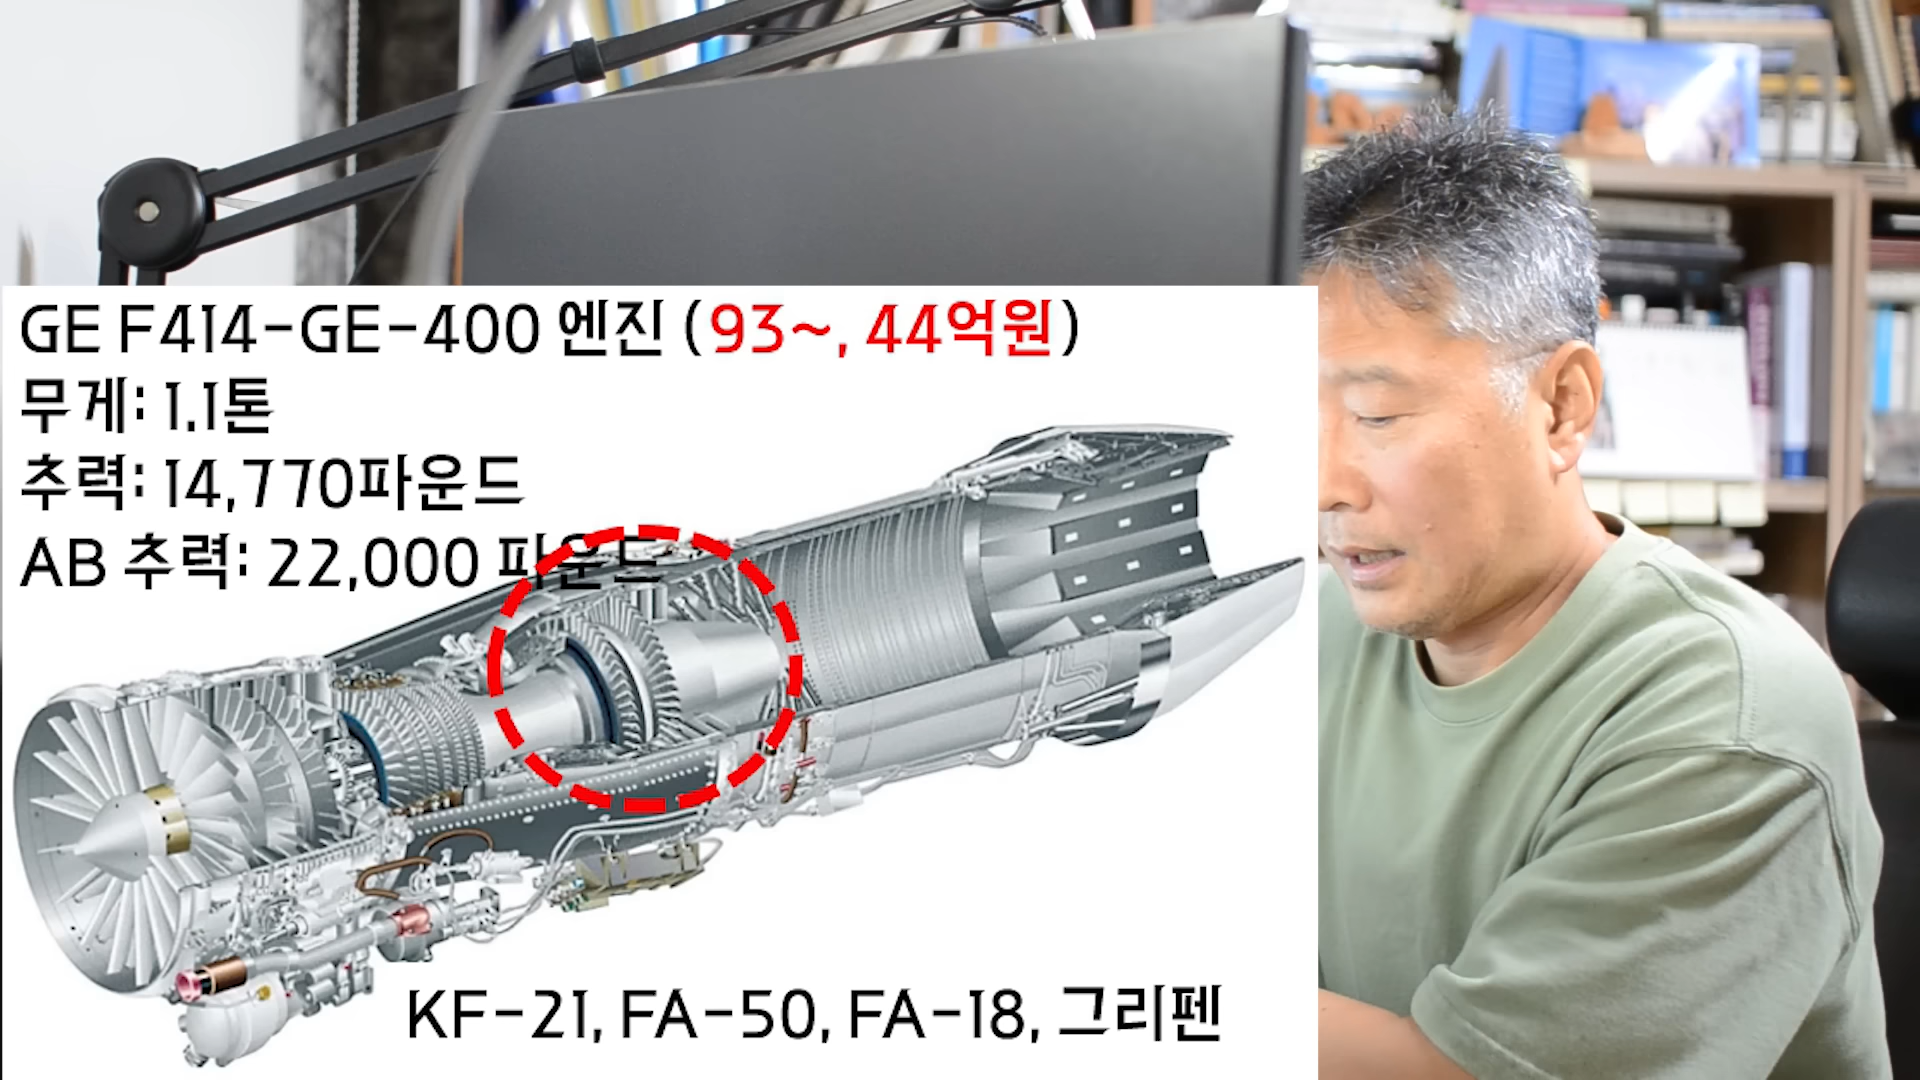 GE F414-GE-400 엔진 (93~, 44억원)
무게: 1.1톤
추력: 14,770파운드
AB 추력: 22,000 파운드
KF-21, FA-50, FA-18, 그리펜